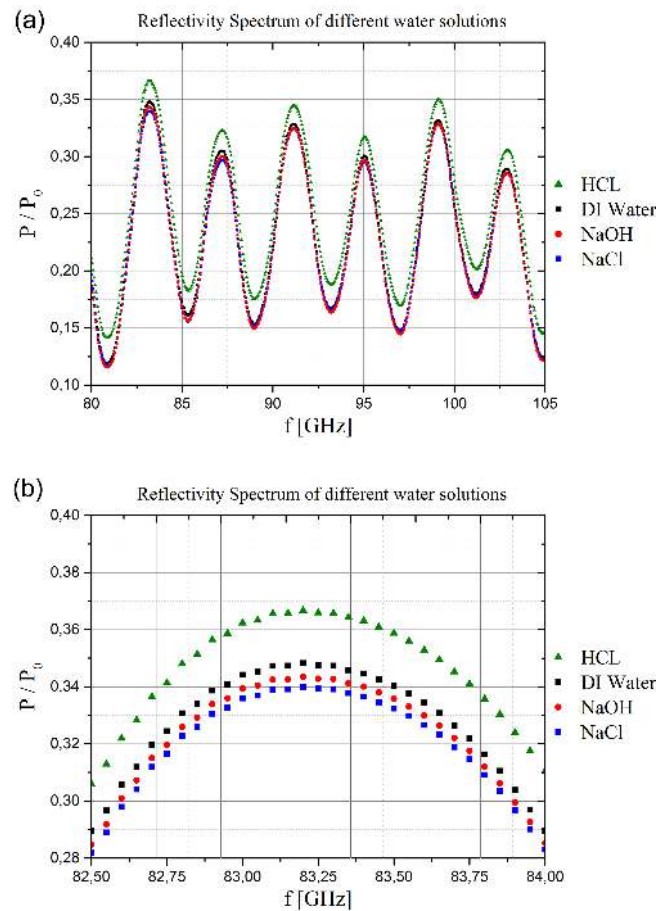 (a)
Reflectivity Spectrum of different water solutions
0,40
0,35
0,30
0,25
0,20
0,15
0,10
P / P0
80 85 90 95 100 105
f [GHz]
HCL
DI Water
NaOH
NaCl
(b)
Reflectivity Spectrum of different water solutions
0,40
0,38
0,36
0,34
0,32
0,30
0,28
P / P0
82,50 82,75 83,00 83,25 83,50 83,75 84,00
f [GHz]
HCL
DI Water
NaOH
NaCl